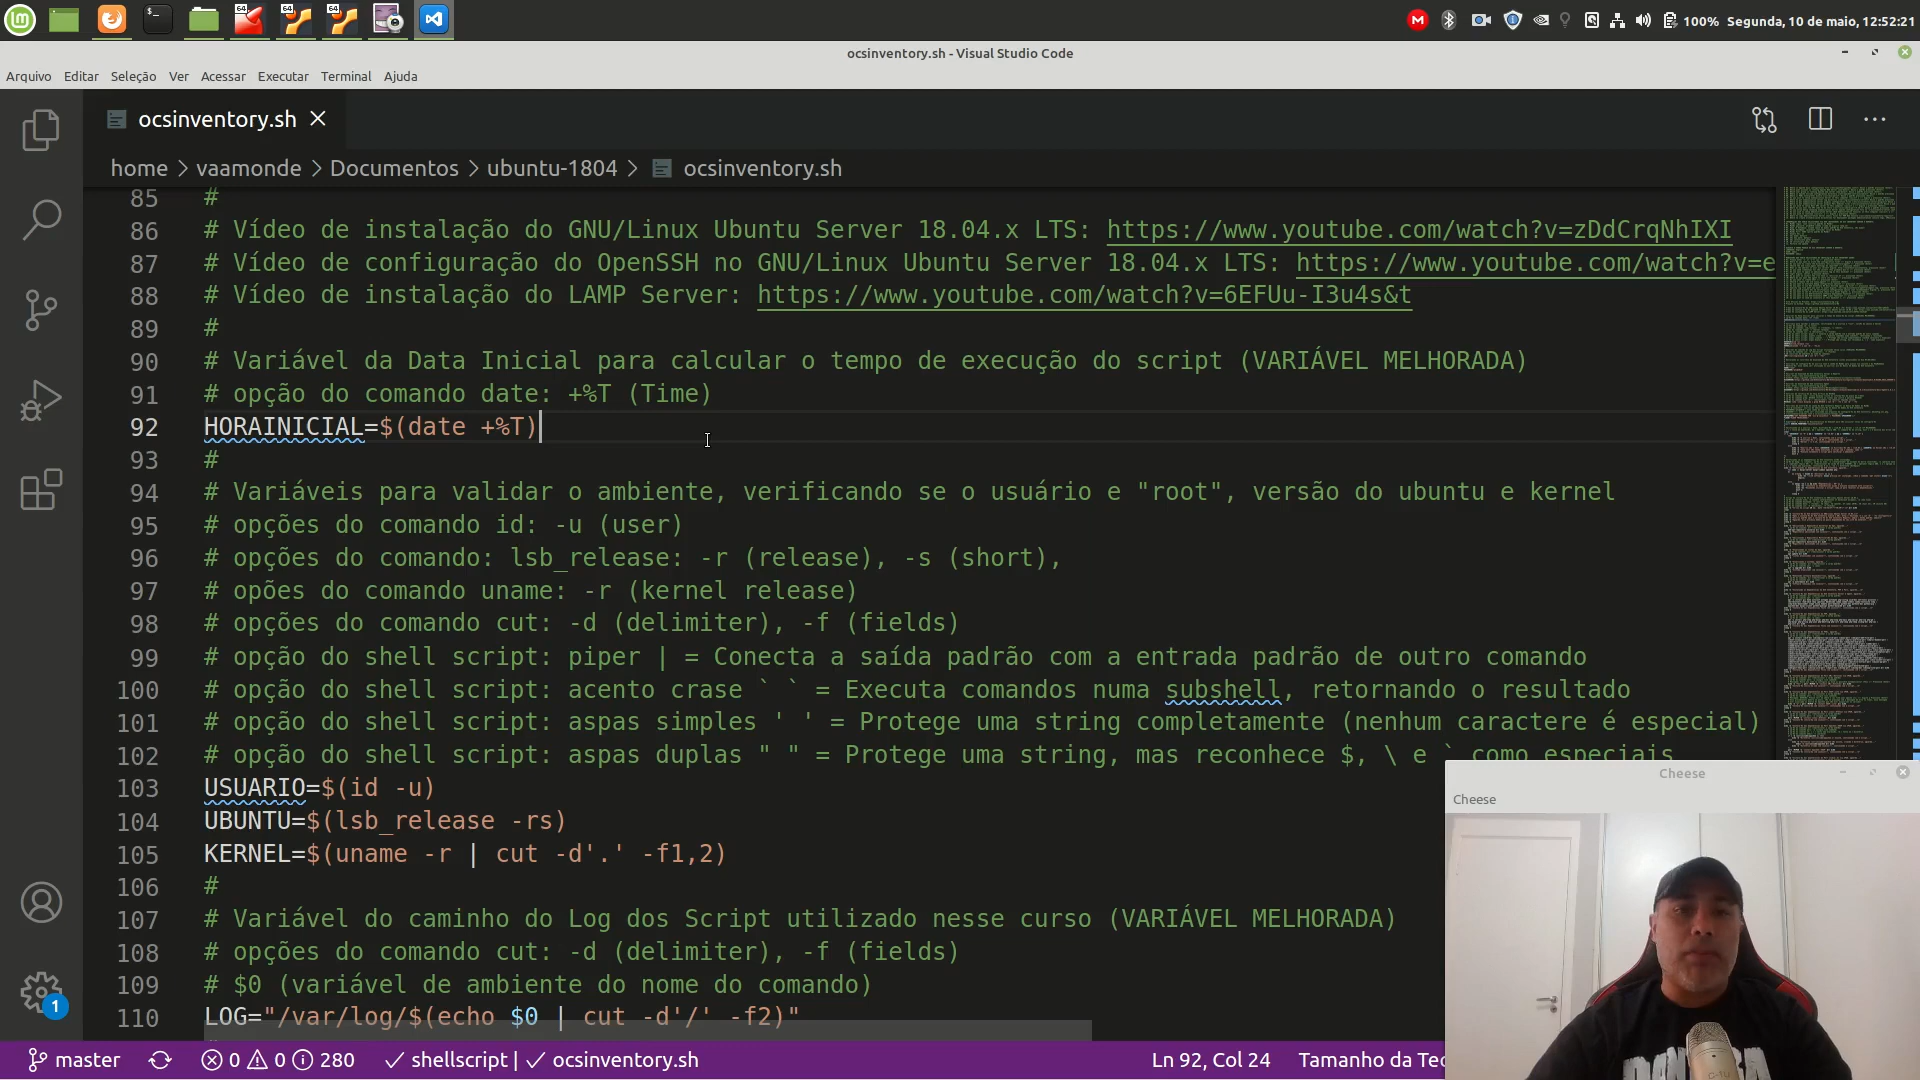 Segunda, 10 de maio, 12:52:21
100%
ocsinventory.sh - Visual Studio Code
Arquivo Editar Seleção Ver Acessar Executar Terminal Ajuda
ocsinventory.sh
home > vaamonde > Documentos > ubuntu-1804 > ocsinventory.sh
85 #
86 # Vídeo de instalação do GNU/Linux Ubuntu Server 18.04.x LTS: https://www.youtube.com/watch?v=zDdCrqNhIXI
87 # Vídeo de configuração do OpenSSH no GNU/Linux Ubuntu Server 18.04.x LTS: https://www.youtube.com/watch?v=e
88 # Vídeo de instalação do LAMP Server: https://www.youtube.com/watch?v=6EFUu-I3u4s&t
89 #
90 # Variável da Data Inicial para calcular o tempo de execução do script (VARIÁVEL MELHORADA)
91 # opção do comando date: +%T (Time)
92 HORAINICIAL=$(date +%T)
93 #
94 # Variáveis para validar o ambiente, verificando se o usuário e "root", versão do ubuntu e kernel
95 # opções do comando id: -u (user)
96 # opções do comando: lsb_release: -r (release), -s (short),
97 # opões do comando uname: -r (kernel release)
98 # opções do comando cut: -d (delimiter), -f (fields)
99 # opção do shell script: piper | = Conecta a saída padrão com a entrada padrão de outro comando
100 # opção do shell script: acento crase ` ` = Executa comandos numa subshell, retornando o resultado
101 # opção do shell script: aspas simples ' ' = Protege uma string completamente (nenhum caractere é especial)
102 # opção do shell script: aspas duplas " " = Protege uma string, mas reconhece $, \ e ` como especiais
103 USUARIO=$(id -u)
104 UBUNTU=$(lsb_release -rs)
105 KERNEL=$(uname -r | cut -d'.' -f1,2)
106 #
107 # Variável do caminho do Log dos Script utilizado nesse curso (VARIÁVEL MELHORADA)
108 # opções do comando cut: -d (delimiter), -f (fields)
109 # $0 (variável de ambiente do nome do comando)
110 LOG="/var/log/$(echo $0 | cut -d'/' -f2)"
Cheese
Cheese
1
master 0 0 280 shellscript | ocsinventory.sh Ln 92, Col 24 Tamanho da